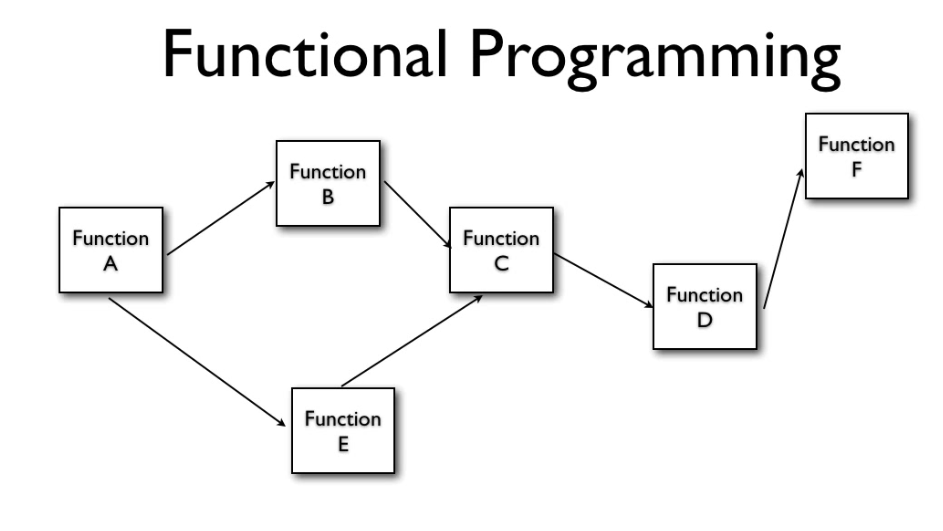 Functional Programming
Function
A
Function
B
Function
C
Function
D
Function
E
Function
F